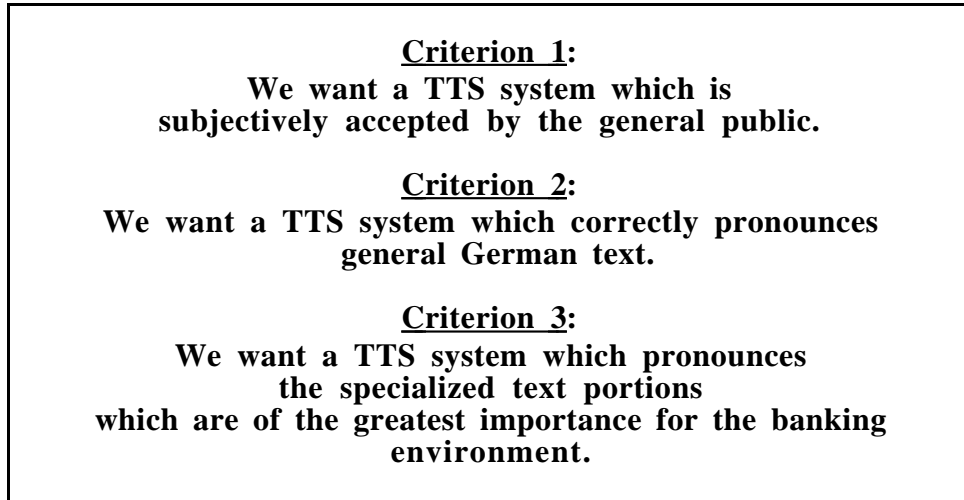 Criterion 1:
We want a TTS system which is
subjectively accepted by the general public.
Criterion 2:
We want a TTS system which correctly pronounces
general German text.
Criterion 3:
We want a TTS system which pronounces
the specialized text portions
which are of the greatest importance for the banking
environment.